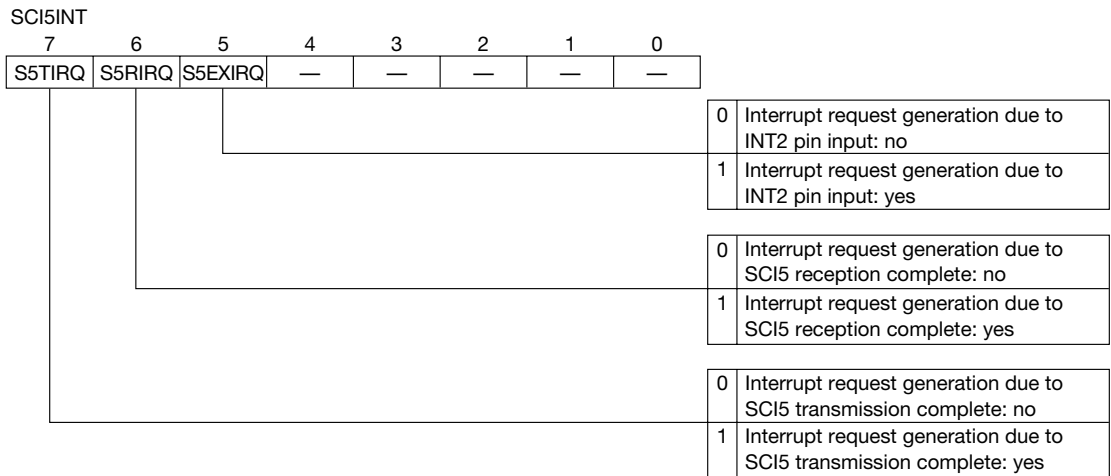 SCI5INT
7 6 5 4 3 2 1 0
S5TIRQ S5RIRQ S5EXIRQ — — — — —
0 Interrupt request generation due to
INT2 pin input: no
1 Interrupt request generation due to
INT2 pin input: yes
0 Interrupt request generation due to
SCI5 reception complete: no
1 Interrupt request generation due to
SCI5 reception complete: yes
0 Interrupt request generation due to
SCI5 transmission complete: no
1 Interrupt request generation due to
SCI5 transmission complete: yes